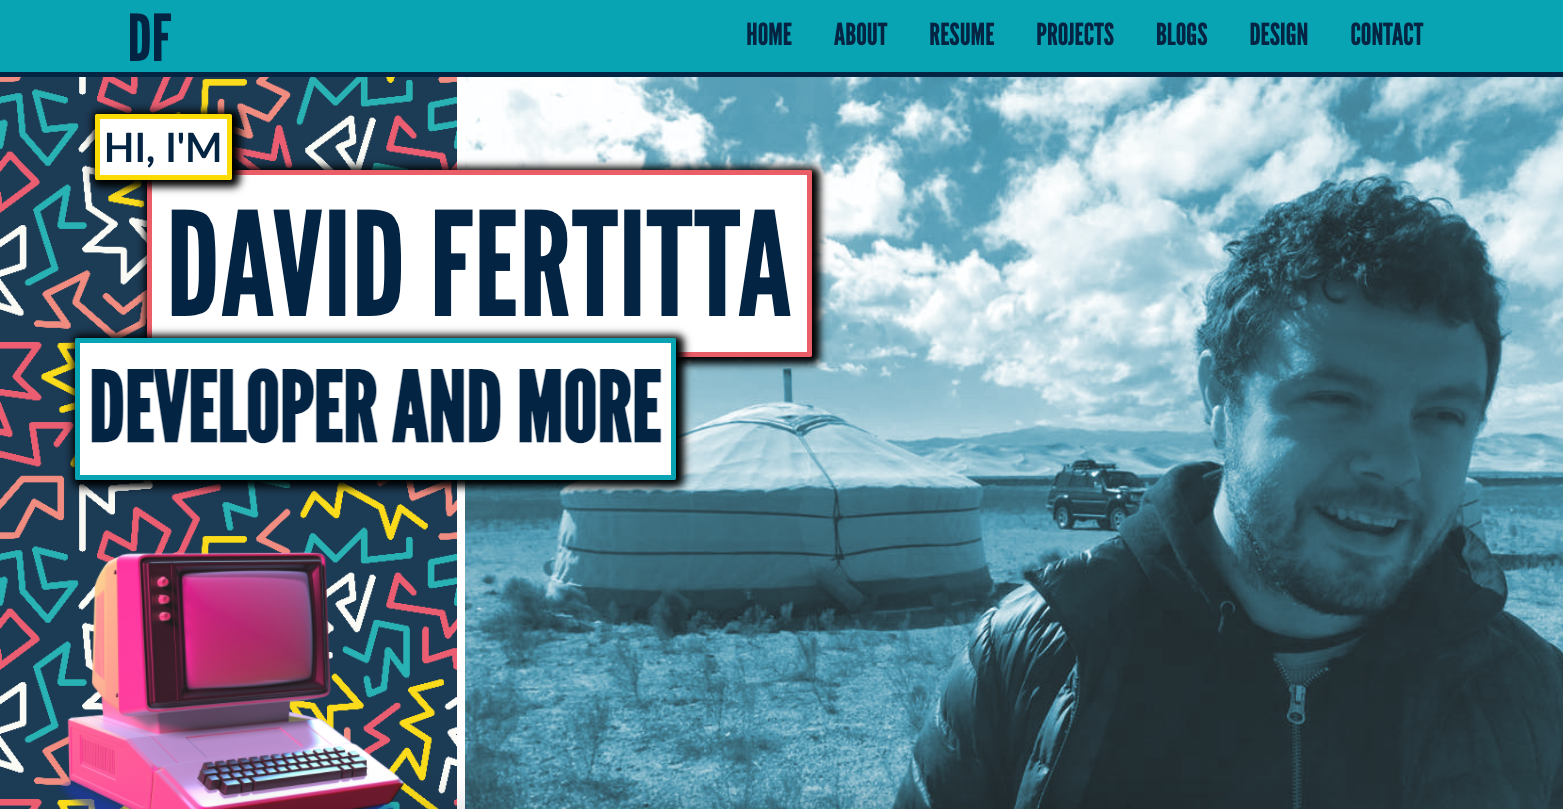 DF
HOME ABOUT RESUME PROJECTS BLOGS DESIGN CONTACT
HI, I'M
DAVID FERTITTA
DEVELOPER AND MORE